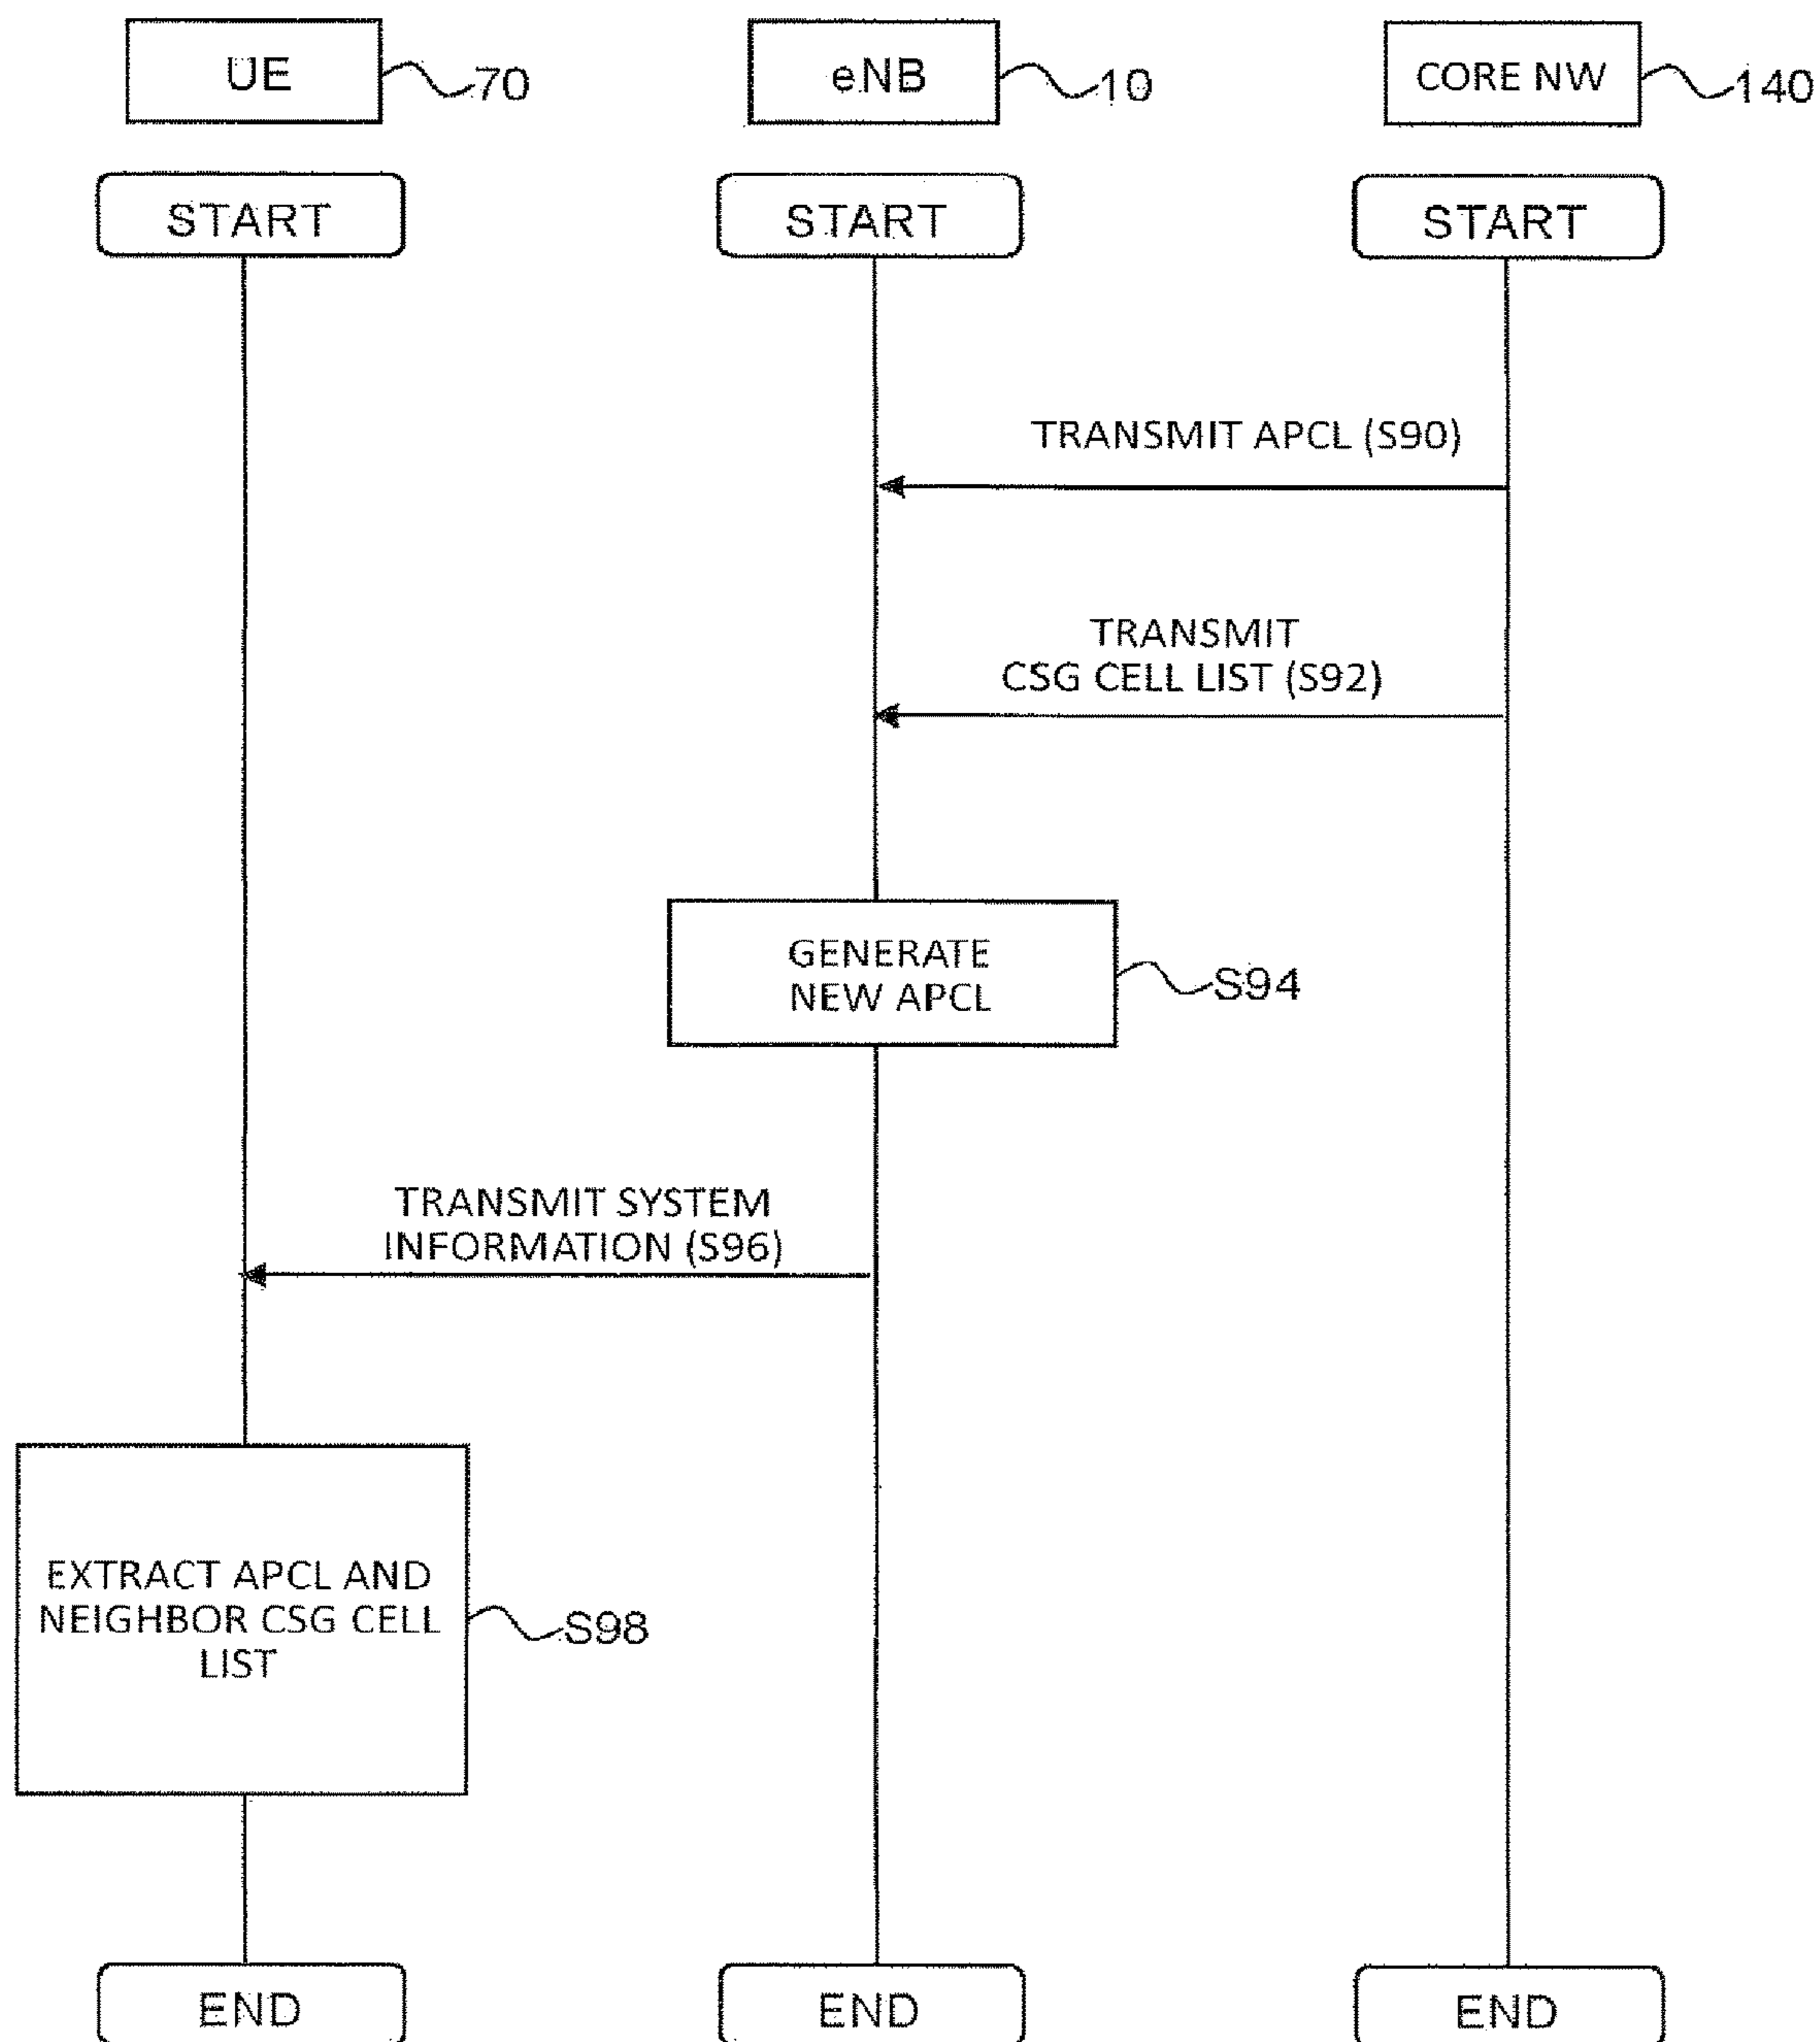 UE
70
eNB
10
CORE NW
140
START
START
START
TRANSMIT APCL (S90)
TRANSMIT
CSG CELL LIST (S92)
GENERATE
NEW APCL
S94
TRANSMIT SYSTEM
INFORMATION (S96)
EXTRACT APCL AND
NEIGHBOR CSG CELL
LIST
S98
END
END
END